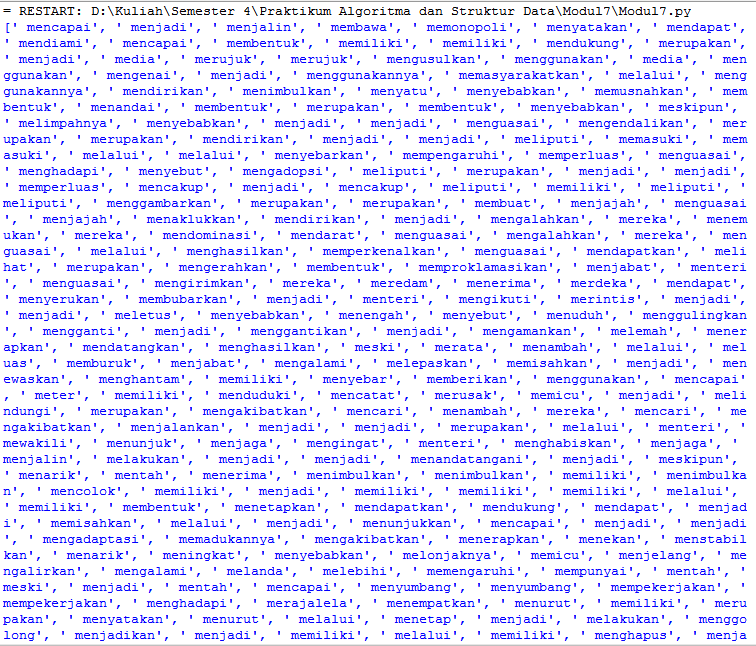 = RESTART: D:\Kuliah\Semester 4\Praktikum Algoritma dan Struktur Data\Modul7\Modul7.py
[' mencapai', ' menjadi', ' menjalin', ' membawa', ' memonopoli', ' menyatakan', ' mendapat',
' mendiami', ' mencapai', ' membentuk', ' memiliki', ' memiliki', ' mendukung', ' merupakan',
' menjadi', ' media', ' merujuk', ' merujuk', ' mengusulkan', ' menggunakan', ' media', ' men
ggunakan', ' mengenai', ' menjadi', ' menggunakannya', ' memasyarakatkan', ' melalui', ' meng
gunakannya', ' mendirikan', ' menimbulkan', ' menyatu', ' menyebabkan', ' memusnahkan', ' mem
bentuk', ' menandai', ' membentuk', ' merupakan', ' membentuk', ' menyebabkan', ' meskipun',
' melimpahnya', ' menyebabkan', ' menjadi', ' menjadi', ' menguasai', ' mengendalikan', ' mer
upakan', ' merupakan', ' mendirikan', ' menjadi', ' menjadi', ' meliputi', ' memasuki', ' mem
asuki', ' melalui', ' melalui', ' menyebarkan', ' mempengaruhi', ' memperluas', ' menguasai',
' menghadapi', ' menyebut', ' mengadopsi', ' meliputi', ' merupakan', ' menjadi', ' menjadi',
' memperluas', ' mencakup', ' menjadi', ' mencakup', ' meliputi', ' memiliki', ' meliputi', '
meliputi', ' menggambarkan', ' merupakan', ' merupakan', ' membuat', ' menjajah', ' menguasai
', ' menjajah', ' menaklukkan', ' mendirikan', ' menjadi', ' mengalahkan', ' mereka', ' menem
ukan', ' mereka', ' mendominasi', ' mendarat', ' menguasai', ' mengalahkan', ' mereka', ' men
guasai', ' melalui', ' menghasilkan', ' memperkenalkan', ' menguasai', ' mendapatkan', ' meli
hat', ' merupakan', ' mengerahkan', ' membentuk', ' memproklamasikan', ' menjabat', ' menteri
', ' menguasai', ' mengirimkan', ' mereka', ' meredam', ' menerima', ' merdeka', ' mendapat',
' menyerukan', ' membubarkan', ' menjadi', ' menteri', ' mengikuti', ' merintis', ' menjadi',
' menjadi', ' meletus', ' menyebabkan', ' menengah', ' menyebut', ' menuduh', ' menggulingkan
', ' mengganti', ' menjadi', ' menggantikan', ' menjadi', ' mengamankan', ' melemah', ' mener
apkan', ' mendatangkan', ' menghasilkan', ' meski', ' merata', ' menambah', ' melalui', ' mel
uas', ' memburuk', ' menjabat', ' mengalami', ' melepaskan', ' memisahkan', ' menjadi', ' men
ewaskan', ' menghantam', ' memiliki', ' menyebar', ' memberikan', ' menggunakan', ' mencapai'
, ' meter', ' memiliki', ' menduduki', ' mencatat', ' merusak', ' memicu', ' menjadi', ' meli
ndungi', ' merupakan', ' mengakibatkan', ' mencari', ' menambah', ' mereka', ' mencari', ' me
ngakibatkan', ' menjalankan', ' menjadi', ' menjadi', ' merupakan', ' melalui', ' menteri', '
mewakili', ' menunjuk', ' menjaga', ' mengingat', ' menteri', ' menghabiskan', ' menjaga', '
menjalin', ' melakukan', ' menjadi', ' menjadi', ' menandatangani', ' menjadi', ' meskipun',
' menarik', ' mentah', ' menerima', ' menimbulkan', ' menimbulkan', ' memiliki', ' menimbulka
n', ' mencolok', ' memiliki', ' menjadi', ' memiliki', ' memiliki', ' memiliki', ' melalui',
' memiliki', ' membentuk', ' menetapkan', ' mendapatkan', ' mendukung', ' mendapat', ' menjad
i', ' memisahkan', ' melalui', ' menjadi', ' menunjukkan', ' mencapai', ' menjadi', ' menjadi
', ' mengadaptasi', ' memadukannya', ' mengakibatkan', ' menerapkan', ' menekan', ' menstabil
kan', ' menarik', ' meningkat', ' menyebabkan', ' melonjaknya', ' memicu', ' menjelang', ' me
ngalirkan', ' mengalami', ' melanda', ' melebihi', ' memengaruhi', ' mempunyai', ' mentah', '
meski', ' menjadi', ' mentah', ' mencapai', ' menyumbang', ' menyumbang', ' mempekerjakan', '
mempekerjakan', ' menghadapi', ' merajalela', ' menempatkan', ' menurut', ' memiliki', ' meru
pakan', ' menyatakan', ' menurut', ' melalui', ' menetap', ' menjadi', ' melakukan', ' menggo
long', ' menjadikan', ' menjadi', ' memiliki', ' melalui', ' memiliki', ' menghapus', ' menja